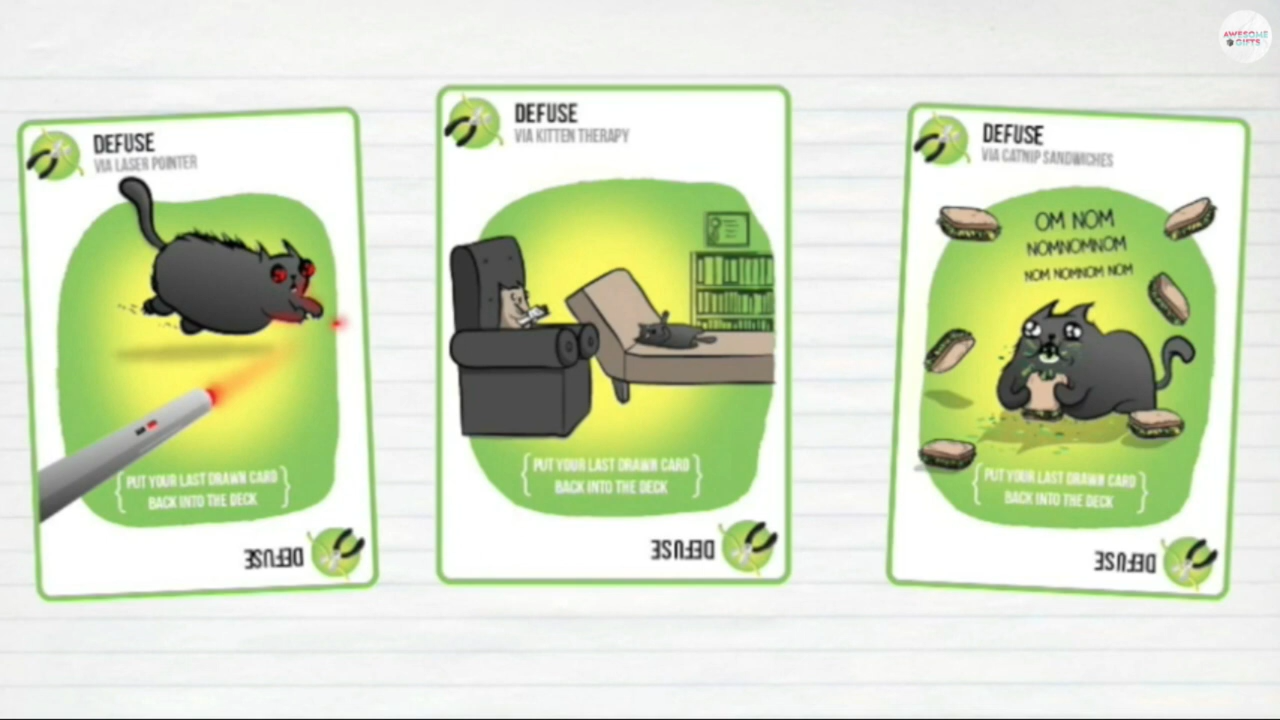 AWESOME
GIFTS
DEFUSE
VIA LASER POINTER
PUT YOUR LAST DRAWN CARD
BACK INTO THE DECK
DEFUSE
DEFUSE
VIA KITTEN THERAPY
PUT YOUR LAST DRAWN CARD
BACK INTO THE DECK
DEFUSE
DEFUSE
VIA CATNIP SANDWICHES
OM NOM
NOMNOMNOM
NOM NOMNOM NOM
PUT YOUR LAST DRAWN CARD
BACK INTO THE DECK
DEFUSE